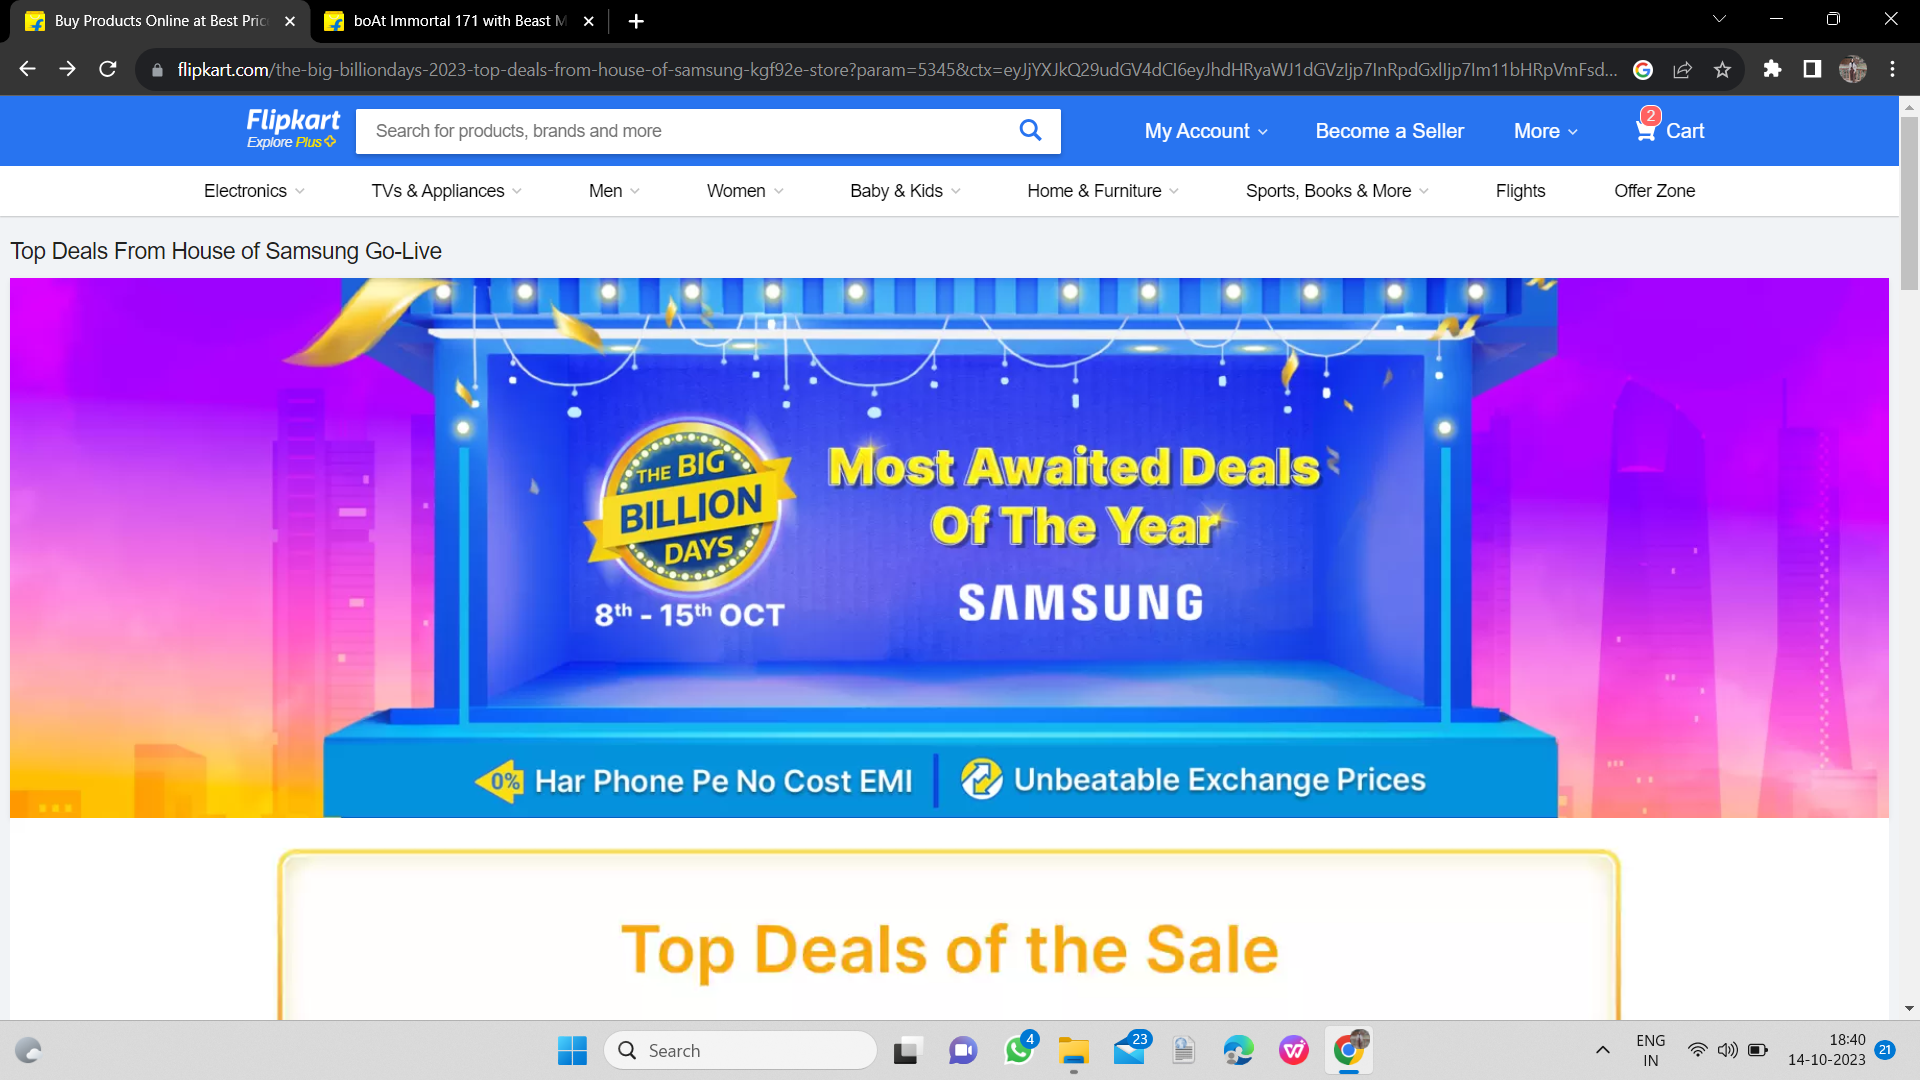 Buy Products Online at Best Pric
boAt Immortal 171 with Beast M
flipkart.com/the-big-billiondays-2023-top-deals-from-house-of-samsung-kgf92e-store?param=5345&ctx=eyJjYXJkQ29udGV4dCI6eyJhdHRyaWJ1dGVzIjp7InRpdGxlIjp7Im11bHRpVmFsd...
Flipkart
Explore Plus
Search for products, brands and more
My Account
Become a Seller
More
2
Cart
Electronics
TVs & Appliances
Men
Women
Baby & Kids
Home & Furniture
Sports, Books & More
Flights
Offer Zone
Top Deals From House of Samsung Go-Live
THE BIG
BILLION
DAYS
8th - 15th OCT
Most Awaited Deals
Of The Year
SAMSUNG
0% Har Phone Pe No Cost EMI
Unbeatable Exchange Prices
Top Deals of the Sale
Search
4
23
ENG
IN
18:40
14-10-2023
21